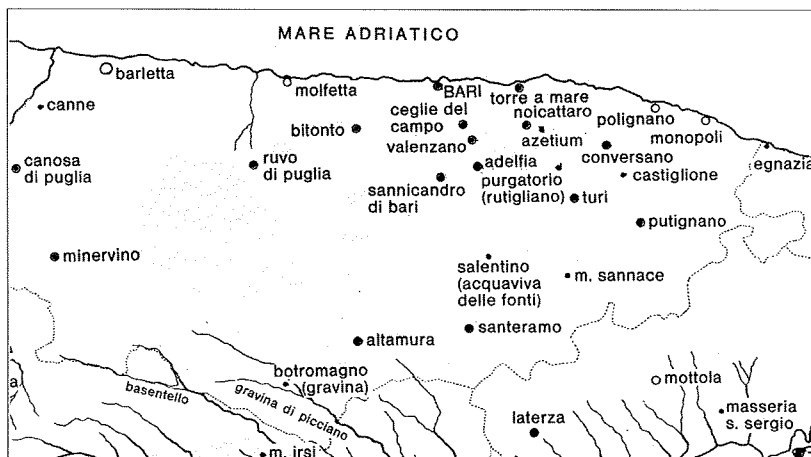 MARE ADRIATICO
barletta
canne
molfetta
BARI
torre a mare
noicattaro
polignano
monopoli
ceglie del
campo
bitonto
azetium
valenzano
conversano
egnazia
canosa
di puglia
ruvo
di puglia
adelfia
purgatorio
(rutigliano)
castiglione
sannicandro
di bari
turi
putignano
minervino
salentino
(acquaviva
delle fonti)
m. sannace
altamura
santeramo
botromagno
(gravina)
mottola
a
basentello
gravina di picciano
masseria
s. sergio
laterza
m. irsi